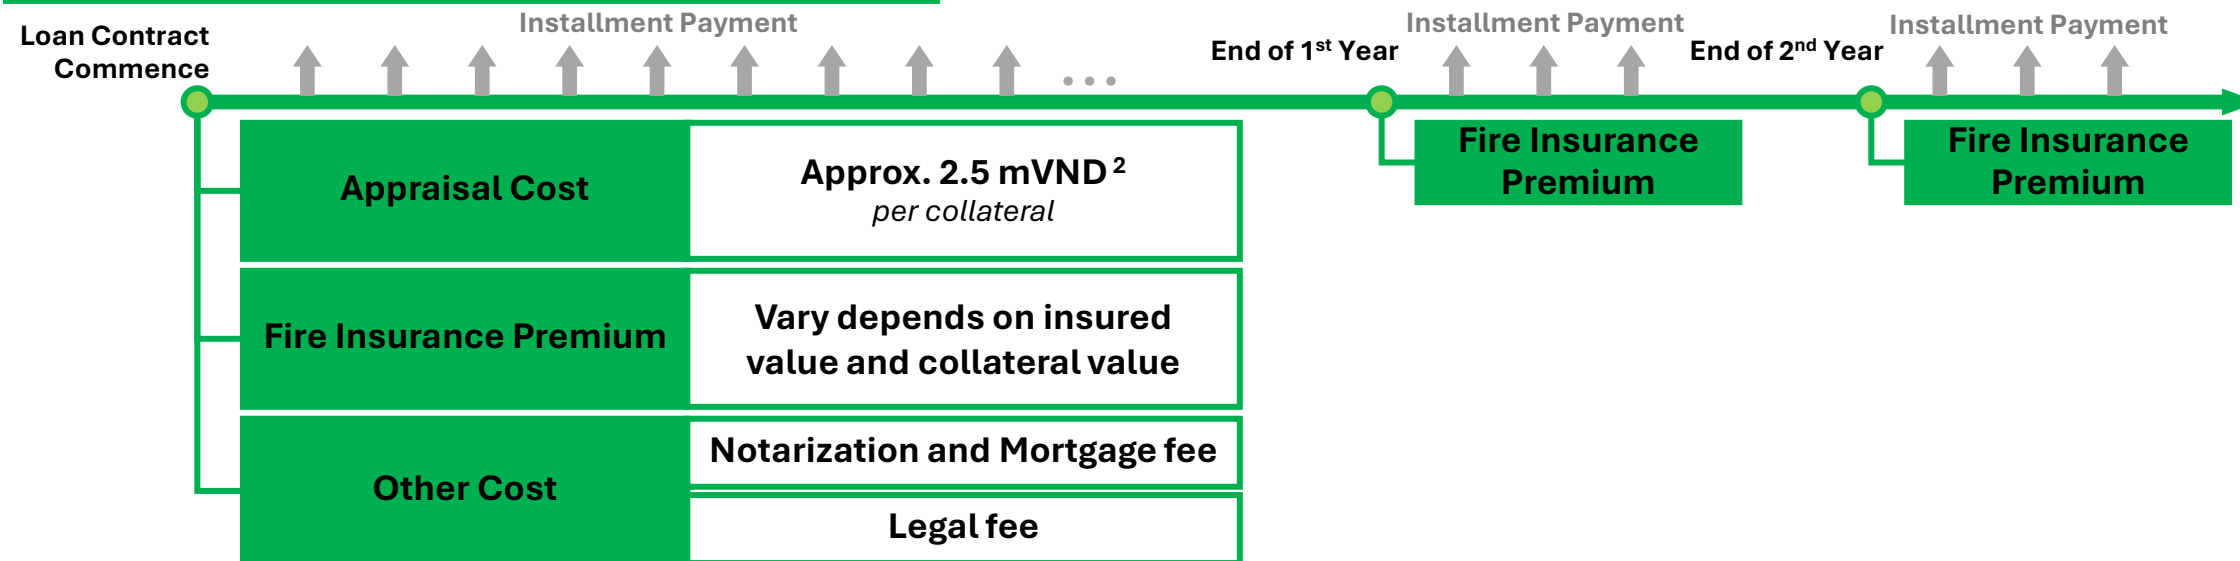 Installment Payment
Installment Payment
Installment Payment
Loan Contract
Commence
End of 1st Year
End of 2nd Year
...
Appraisal Cost
Approx. 2.5 mVND 2
per collateral
Fire Insurance
Premium
Fire Insurance
Premium
Fire Insurance Premium
Vary depends on insured
value and collateral value
Other Cost
Notarization and Mortgage fee
Legal fee